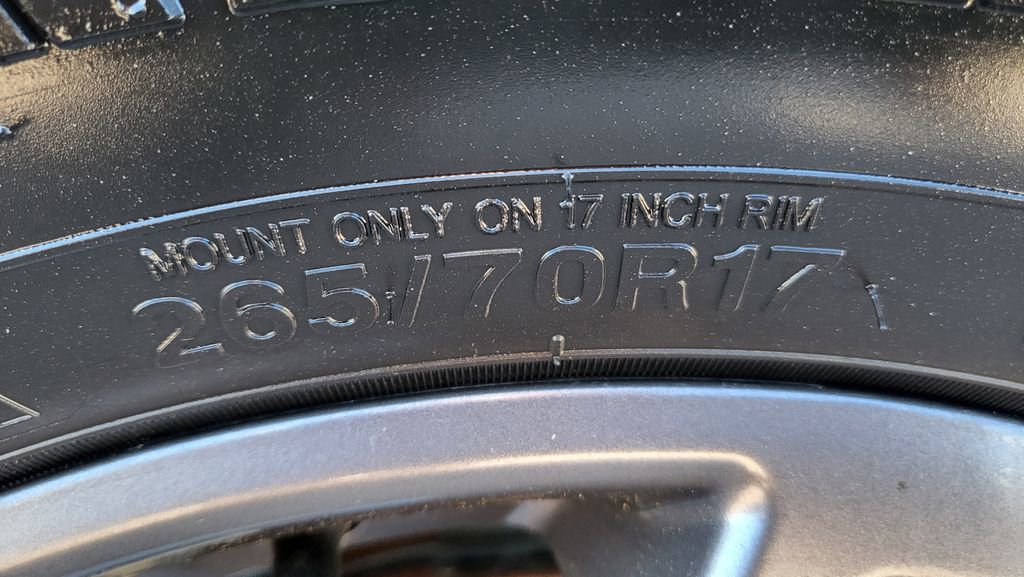 MOUNT ONLY ON 17 INCH RIM
265/70R17